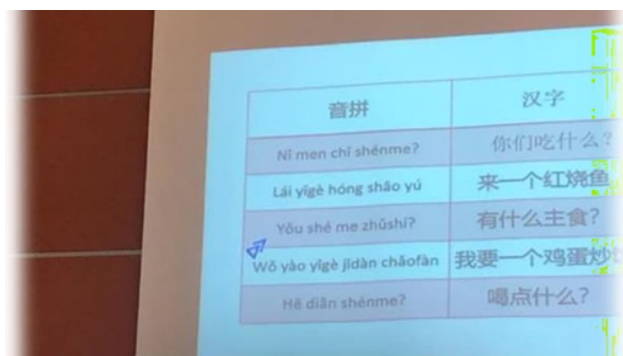 音拼 汉字
Nǐ men chī shénme? 你们吃什么?
Lái yīgè hóng shāo yú 来一个红烧鱼
Yǒu shé me zhǔshí? 有什么主食?
Wǒ yào yīgè jīdàn chǎofàn 我要一个鸡蛋炒
Hē diǎn shénme? 喝点什么?